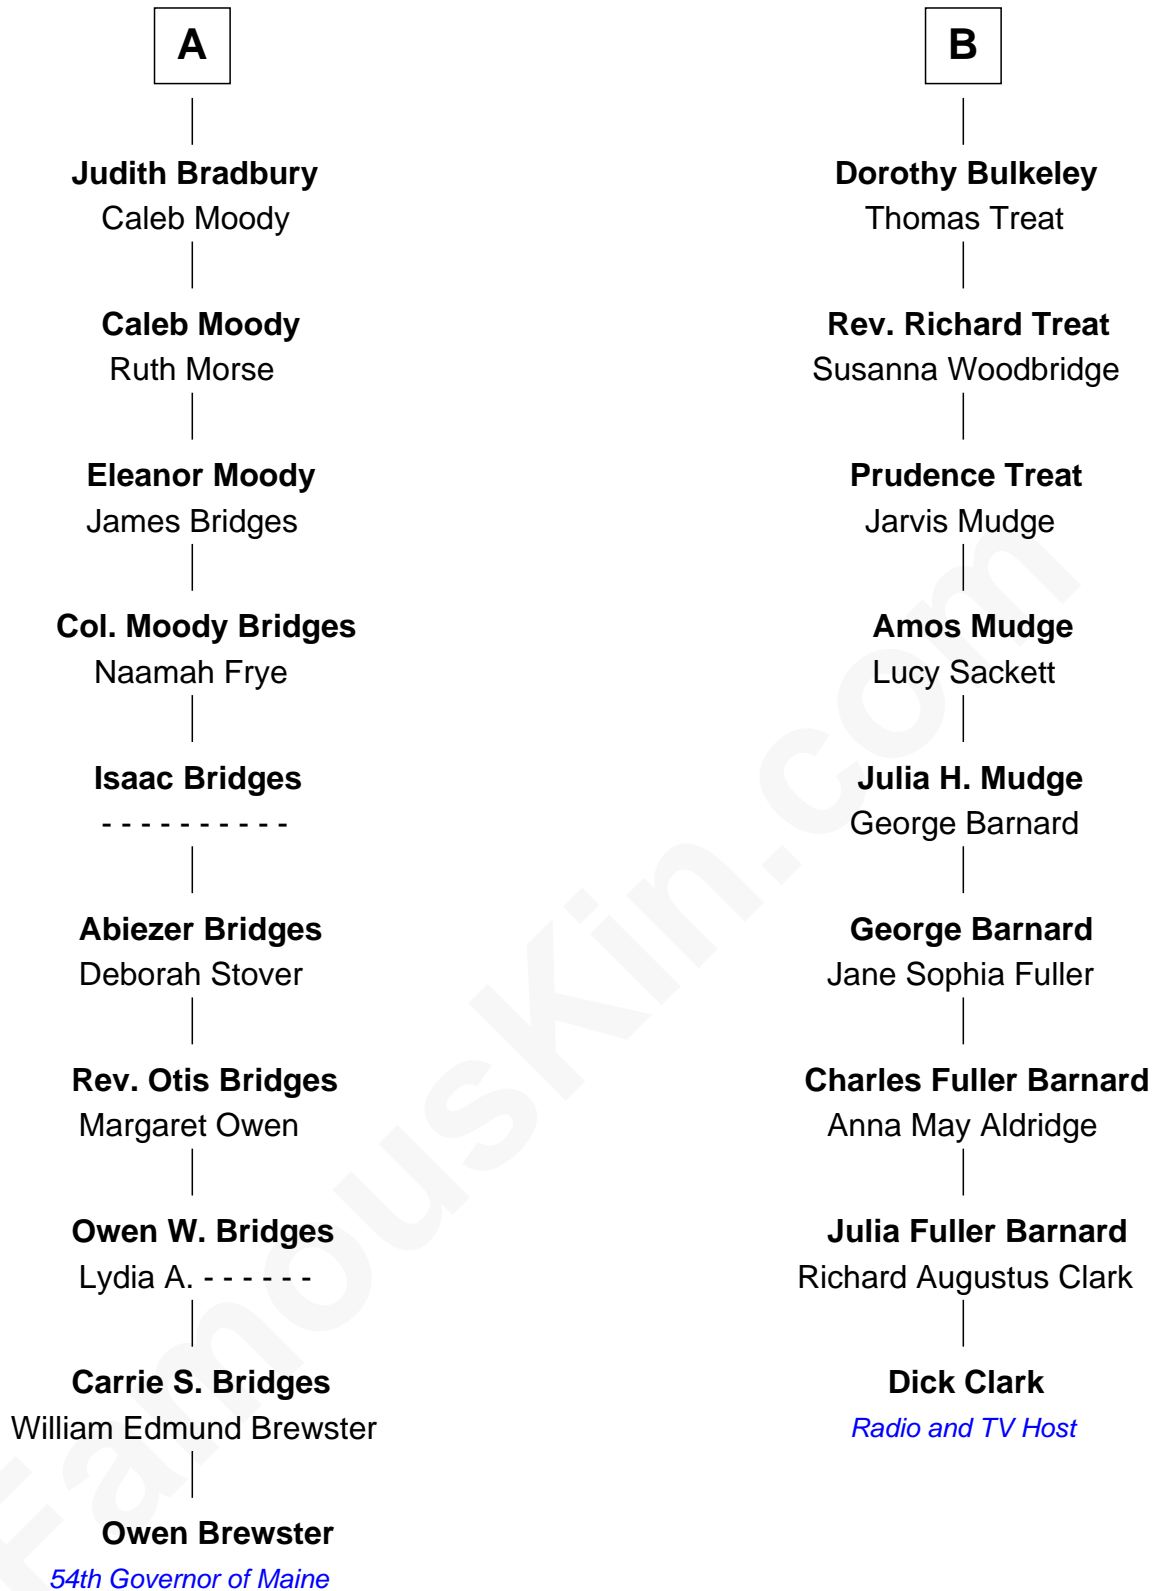 A
Judith Bradbury
Caleb Moody
Caleb Moody
Ruth Morse
Eleanor Moody
James Bridges
Col. Moody Bridges
Naamah Frye
Isaac Bridges
- - - - - - - - - -
Abiezer Bridges
Deborah Stover
Rev. Otis Bridges
Margaret Owen
Owen W. Bridges
Lydia A. - - - - - -
Carrie S. Bridges
William Edmund Brewster
Owen Brewster
54th Governor of Maine
B
Dorothy Bulkeley
Thomas Treat
Rev. Richard Treat
Susanna Woodbridge
Prudence Treat
Jarvis Mudge
Amos Mudge
Lucy Sackett
Julia H. Mudge
George Barnard
George Barnard
Jane Sophia Fuller
Charles Fuller Barnard
Anna May Aldridge
Julia Fuller Barnard
Richard Augustus Clark
Dick Clark
Radio and TV Host
FamousKin.com